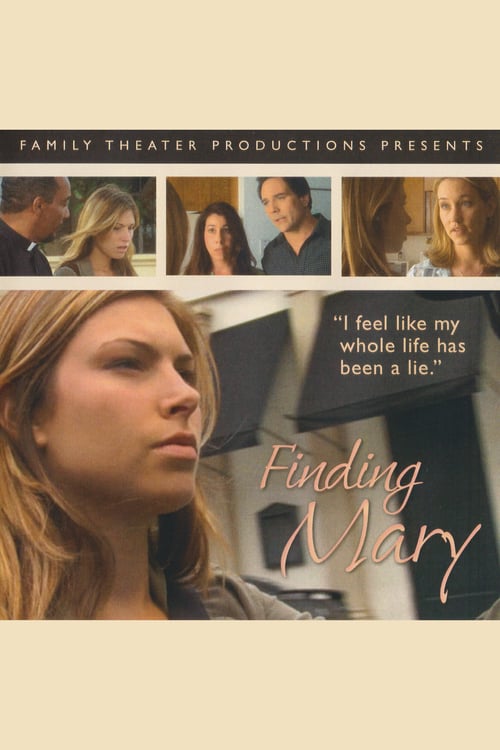 FAMILY THEATER PRODUCTIONS PRESENTS
"I feel like my
whole life has
been a lie."
Finding
Mary